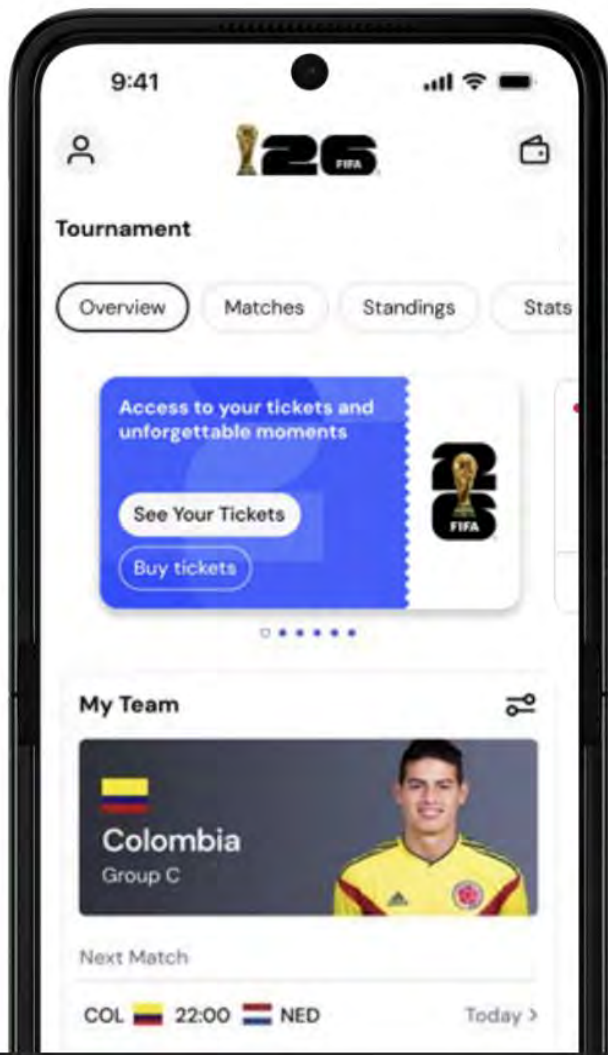 9:41
26
FIFA
Tournament
Overview Matches Standings Stats
Access to your tickets and
unforgettable moments
See Your Tickets
Buy tickets
26
FIFA
My Team
Colombia
Group C
Next Match
COL 22:00 NED Today >